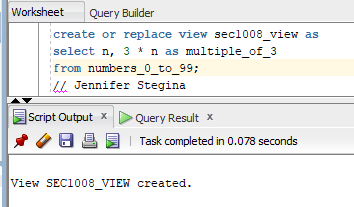 Worksheet Query Builder
create or replace view sec1008_view as
select n, 3 * n as multiple_of_3
from numbers_0_to_99;
// Jennifer Stegina
Script Output x Query Result x
Task completed in 0.078 seconds
View SEC1008_VIEW created.